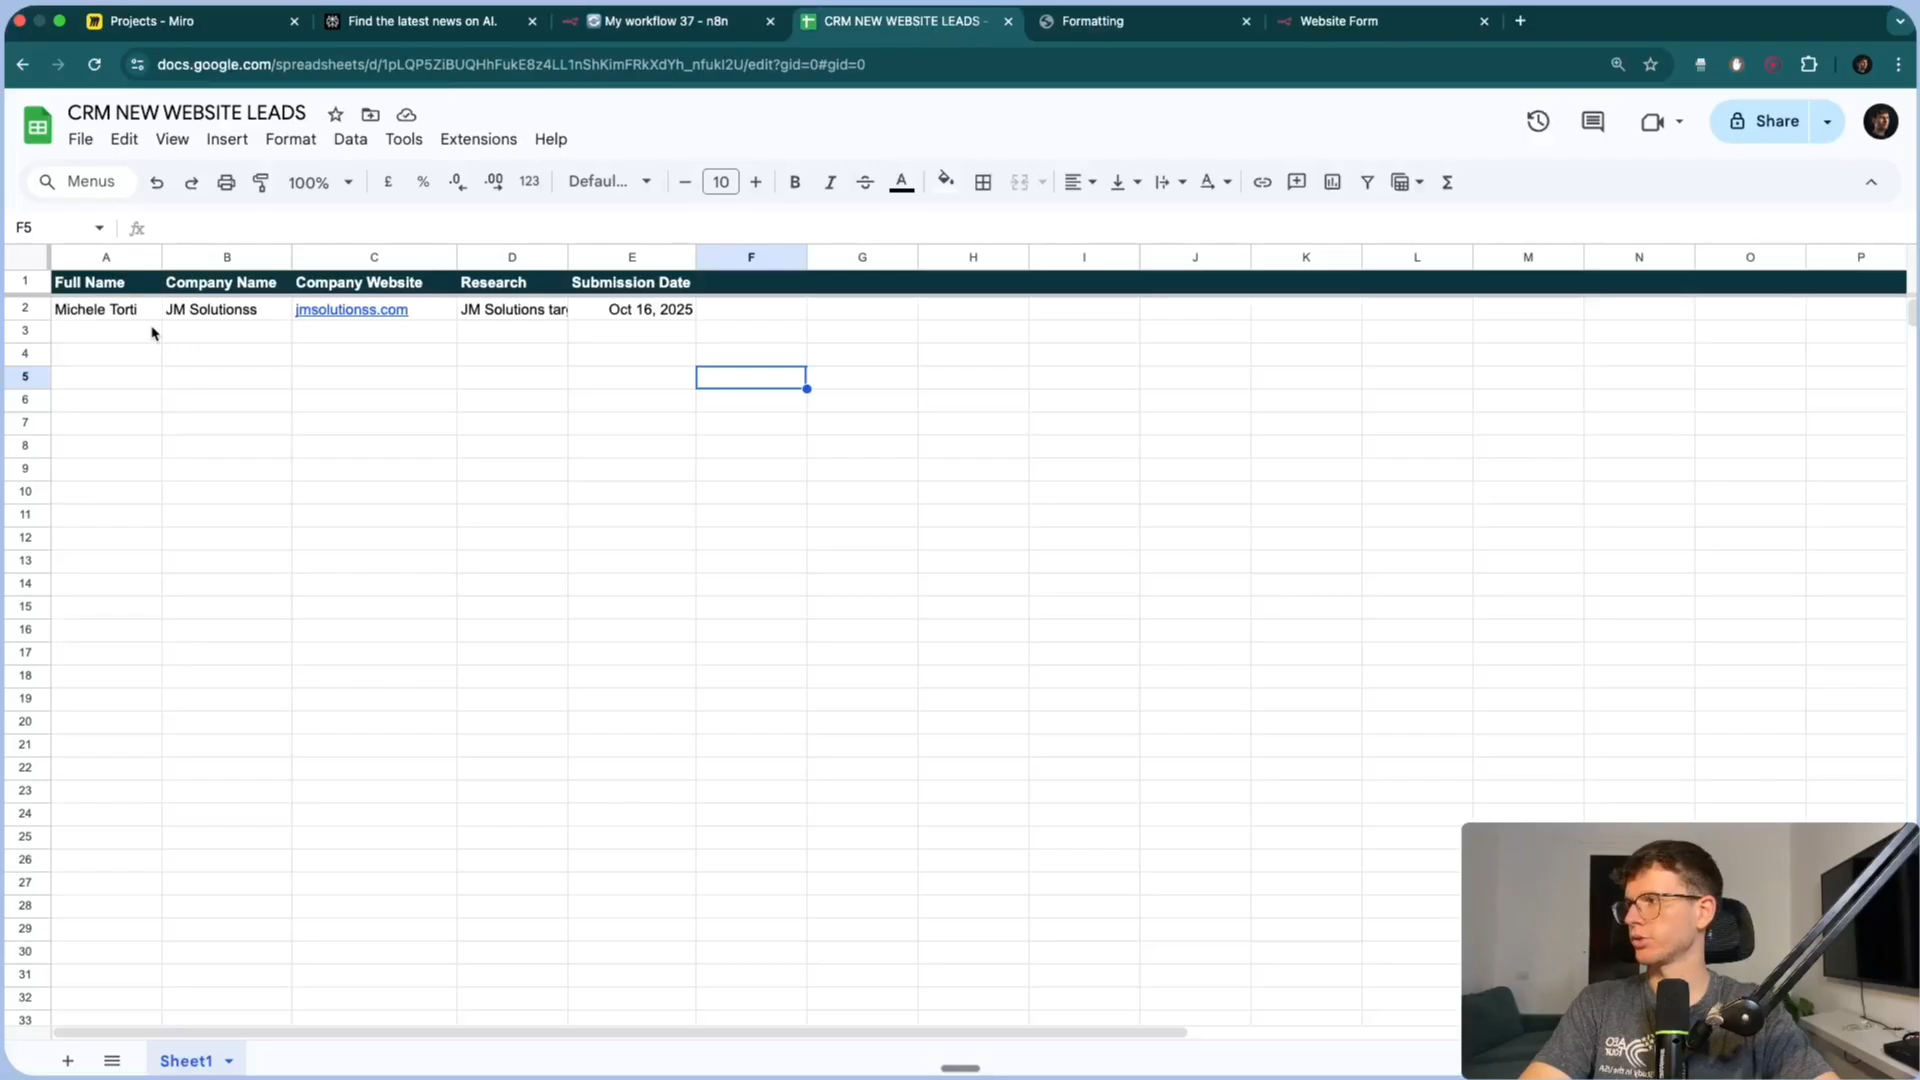 Projects - Miro
Find the latest news on AI.
My workflow 37 - n8n
CRM NEW WEBSITE LEADS -
Formatting
Website Form
docs.google.com/spreadsheets/d/1pLQP5ZiBUQHhFukE8z4LL1nShKimFRkXdYh_nfukI2U/edit?gid=0#gid=0
CRM NEW WEBSITE LEADS
File Edit View Insert Format Data Tools Extensions Help
Share
Menus 100% £ % .0 .00 123 Defaul... 10 B I A
F5 fx
A B C D E F G H I J K L M N O P
1 Full Name Company Name Company Website Research Submission Date
2 Michele Torti JM Solutionss jmsolutionss.com JM Solutions tar Oct 16, 2025
3
4
5
6
7
8
9
10
11
12
13
14
15
16
17
18
19
20
21
22
23
24
25
26
27
28
29
30
31
32
33
Sheet1